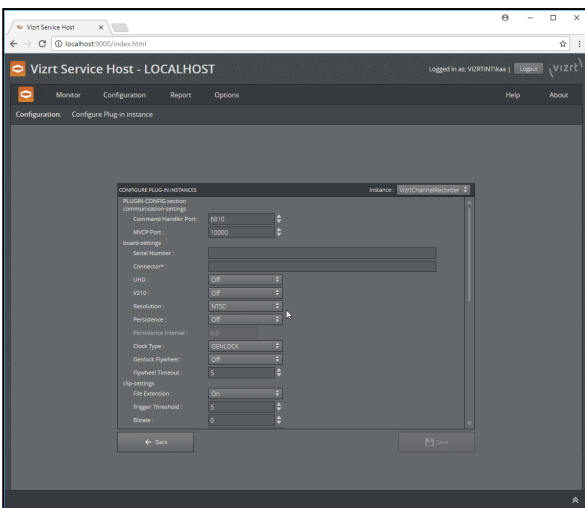 Vizrt Service Host
localhost:9000/index.html
Vizrt Service Host - LOCALHOST
Logged in as: VIZRTINT\kaa | Logout vizrt
Monitor Configuration Report Options Help About
Configuration: Configure Plug-in instance
CONFIGURE PLUG-IN INSTANCES Instance : VizrtChannelRecorder
PLUGIN-CONFIG section
communication-settings
Command Handler Port : 6810
MVCP Port : 10000
board-settings
Serial Number :
Connector* :
UHD : Off
V210 : Off
Resolution : NTSC
Persistence : Off
Persistence Interval : 0.0
Clock Type : GENLOCK
Genlock Flywheel : Off
Flywheel Timeout : 5
clip-settings
File Extension : On
Trigger Threshold : 5
Bitrate : 0
Back Save